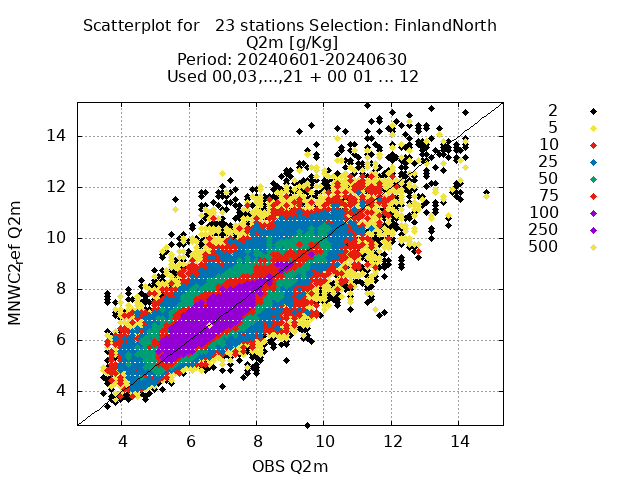 Scatterplot for   23 stations Selection: FinlandNorth
Q2m [g/Kg]
Period: 20240601-20240630
Used 00,03,...,21 + 00 01 ... 12
2
5
10
25
50
75
100
250
500
14
12
10
8
6
4
MNWC2,ef Q2m
4 6 8 10 12 14
OBS Q2m